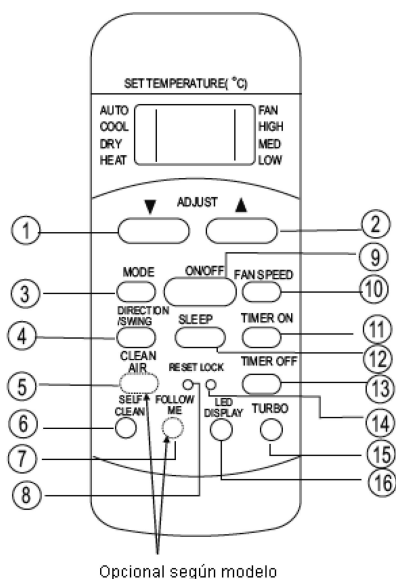 SET TEMPERATURE( °C)
AUTO
COOL
DRY
HEAT
FAN
HIGH
MED
LOW
▼ ADJUST ▲
1
2
9
MODE
ON/OFF
FAN SPEED
3
10
DIRECTION
/SWING
SLEEP
TIMER ON
4
11
12
CLEAN
AIR
RESET LOCK
TIMER OFF
5
13
SELF
CLEAN
FOLLOW
ME
LED
DISPLAY
TURBO
6
14
7
15
8
16
Opcional según modelo